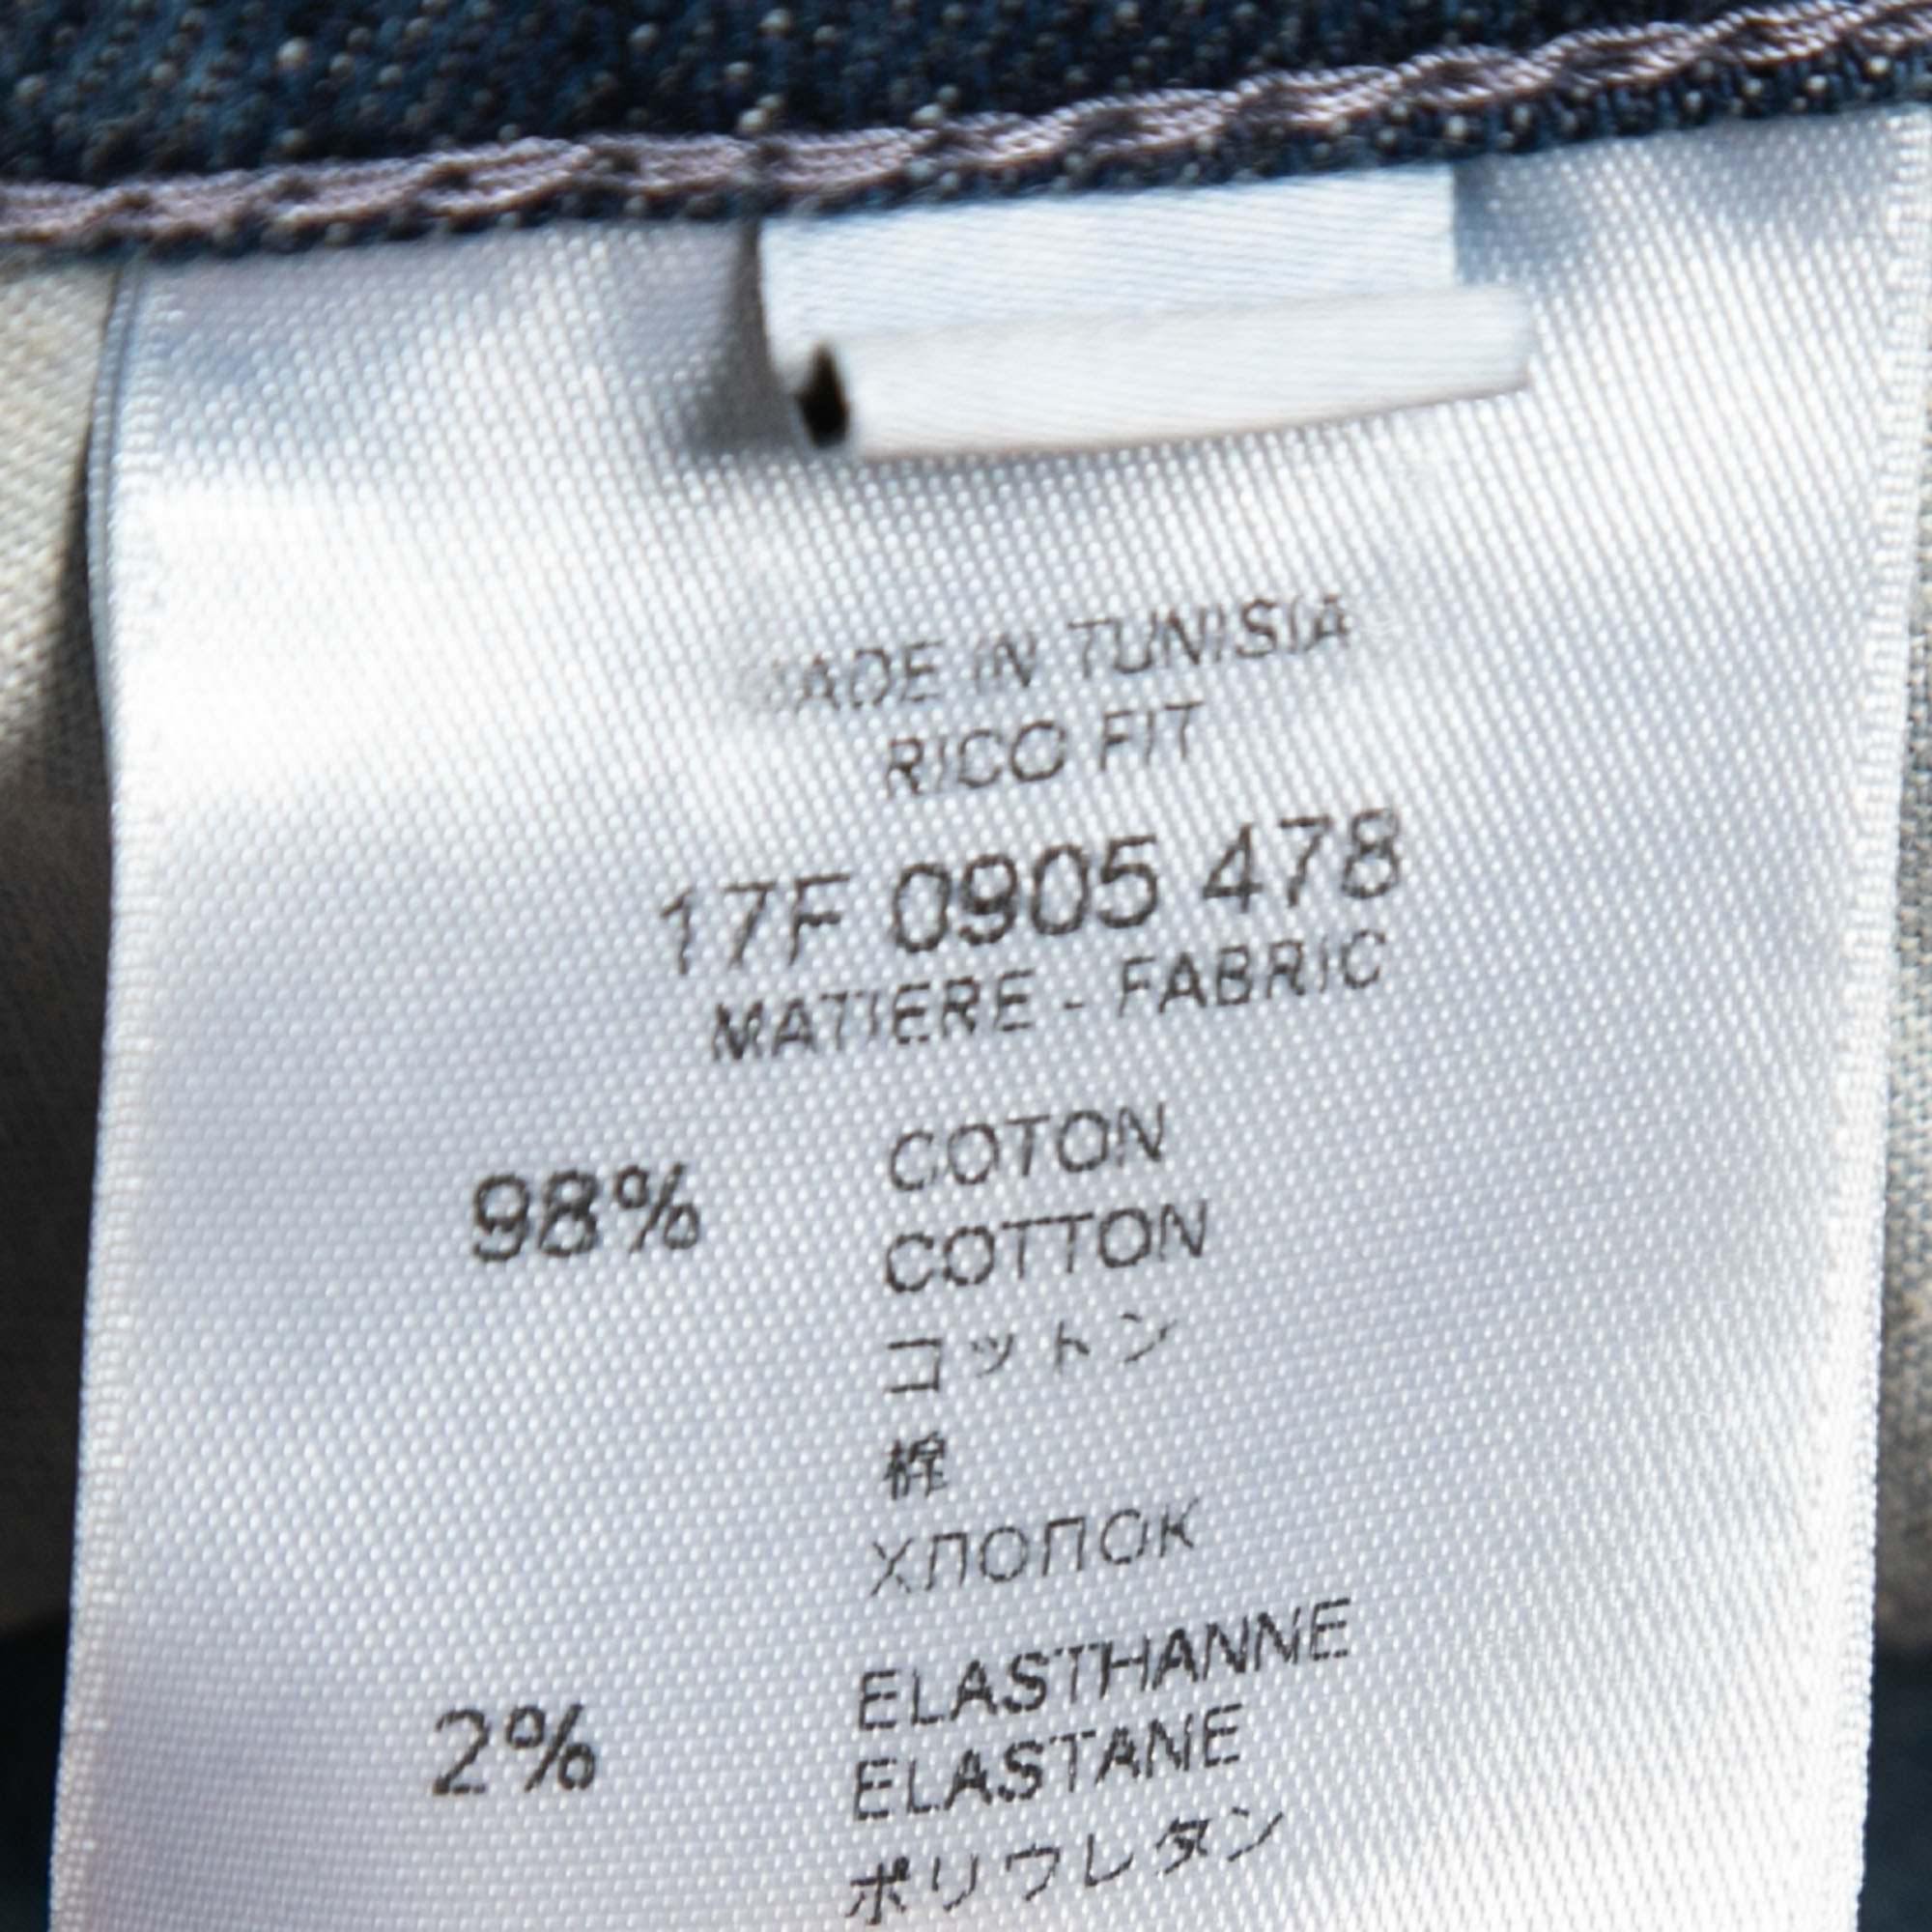 MADE IN TUNISIA
RICO FIT
17F 0905 478
MATIERE - FABRIC
98%
COTON
COTTON
コットン
棉
ХЛОПОК
2%
ELASTHANNE
ELASTANE
ポリウレタン